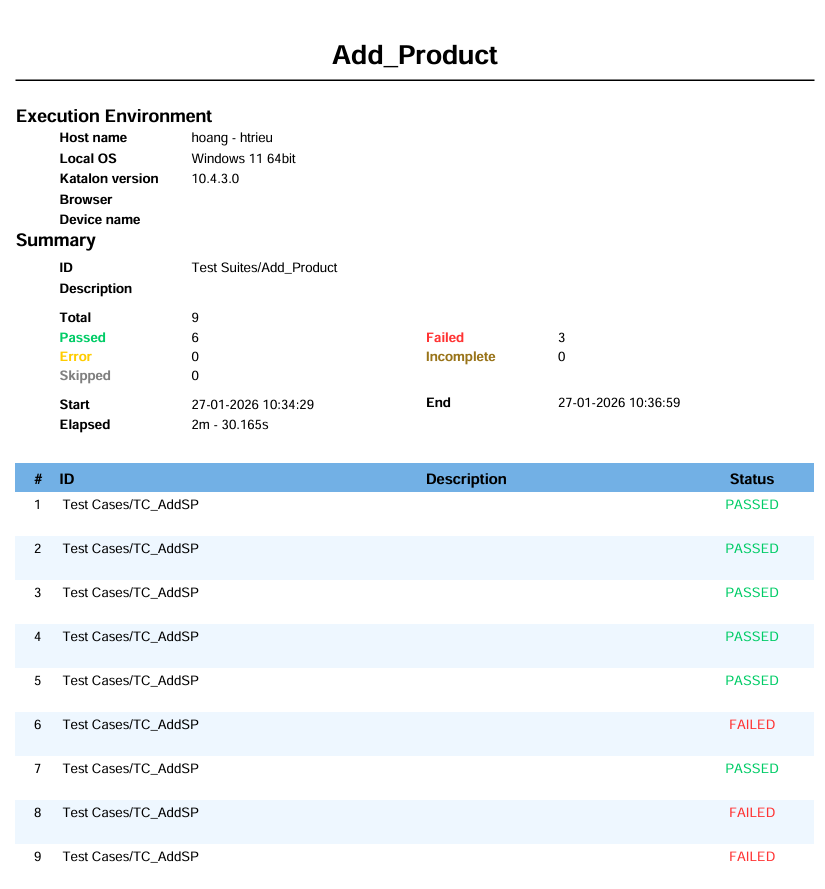 Add_Product
Execution Environment
Host name hoang - htrieu
Local OS Windows 11 64bit
Katalon version 10.4.3.0
Browser
Device name
Summary
ID Test Suites/Add_Product
Description
Total 9
Passed 6 Failed 3
Error 0 Incomplete 0
Skipped 0
Start 27-01-2026 10:34:29 End 27-01-2026 10:36:59
Elapsed 2m - 30.165s
# ID Description Status
1 Test Cases/TC_AddSP PASSED
2 Test Cases/TC_AddSP PASSED
3 Test Cases/TC_AddSP PASSED
4 Test Cases/TC_AddSP PASSED
5 Test Cases/TC_AddSP PASSED
6 Test Cases/TC_AddSP FAILED
7 Test Cases/TC_AddSP PASSED
8 Test Cases/TC_AddSP FAILED
9 Test Cases/TC_AddSP FAILED